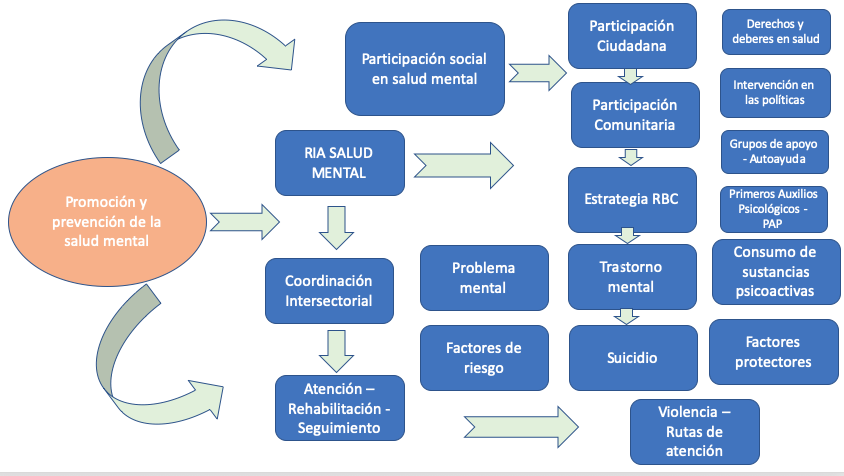 Promoción y
prevención de la
salud mental
Participación social
en salud mental
RIA SALUD
MENTAL
Coordinación
Intersectorial
Atención –
Rehabilitación -
Seguimiento
Problema
mental
Factores de
riesgo
Participación
Ciudadana
Participación
Comunitaria
Estrategia RBC
Trastorno
mental
Suicidio
Violencia –
Rutas de
atención
Derechos y
deberes en salud
Intervención en
las políticas
Grupos de apoyo
- Autoayuda
Primeros Auxilios
Psicológicos -
PAP
Consumo de
sustancias
psicoactivas
Factores
protectores